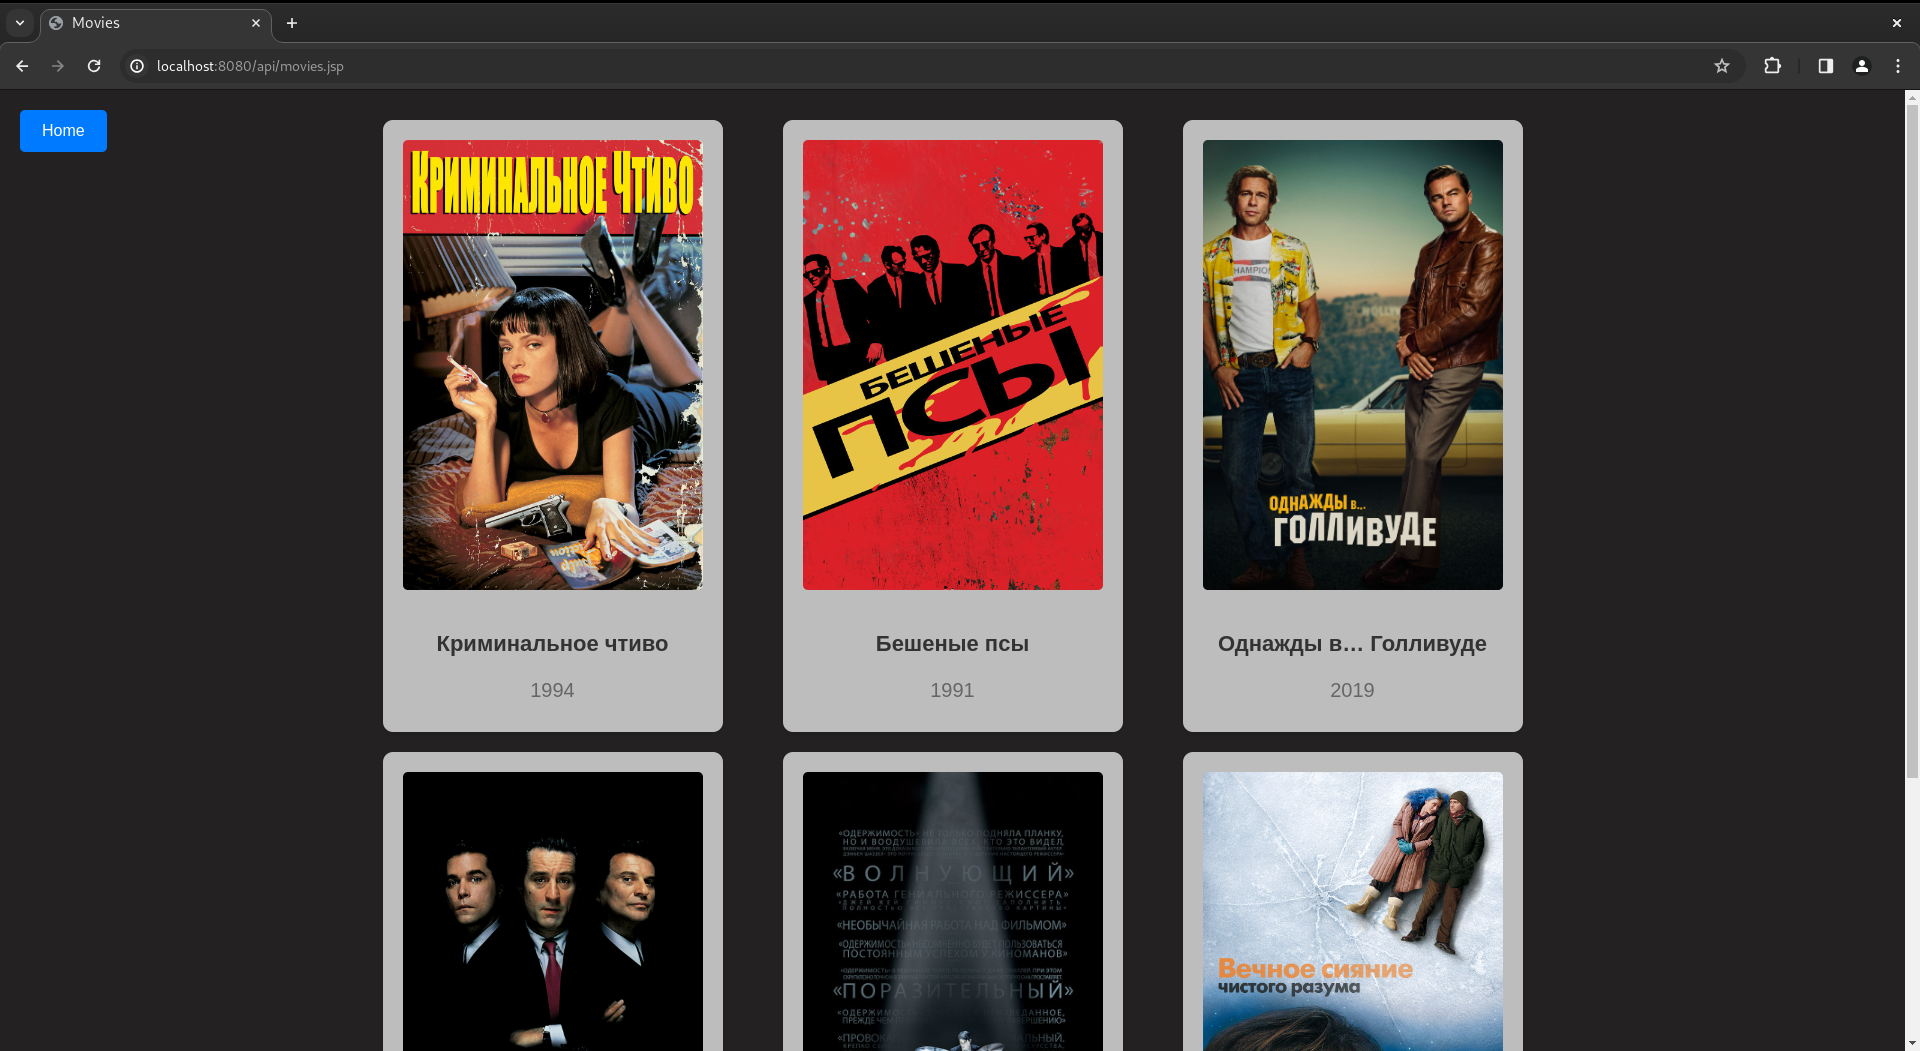 Movies
localhost:8080/api/movies.jsp
Home
КРИМИНАЛЬНОЕ ЧТИВО
Криминальное чтиво
1994
БЕШЕНЫЕ
ПСЫ
Бешеные псы
1991
CHAMPION
HOLLYW
ОДНАЖДЫ В...
ГОЛЛИВУДЕ
Однажды в… Голливуде
2019
«ОДЕРЖИМОСТЬ» НЕ ТОЛЬКО ПОДНЯЛА ПЛАНКУ,
НО И ВООДУШЕВИЛА ВСЕХ, КТО ЭТО ВИДЕЛ.
«ВОЛНУЮЩИЙ»
«РАБОТА ГЕНИАЛЬНОГО РЕЖИССЕРА»
«НЕОБЫЧАЙНАЯ РАБОТА НАД ФИЛЬМОМ»
«ОДЕРЖИМОСТЬ» НЕСОМНЕННО БУДЕТ ПОЛЬЗОВАТЬСЯ
ПОСТОЯННЫМ УСПЕХОМ У КИНОМАНОВ»
«ПОРАЗИТЕЛЬНЫЙ»
Вечное сияние
чистого разума